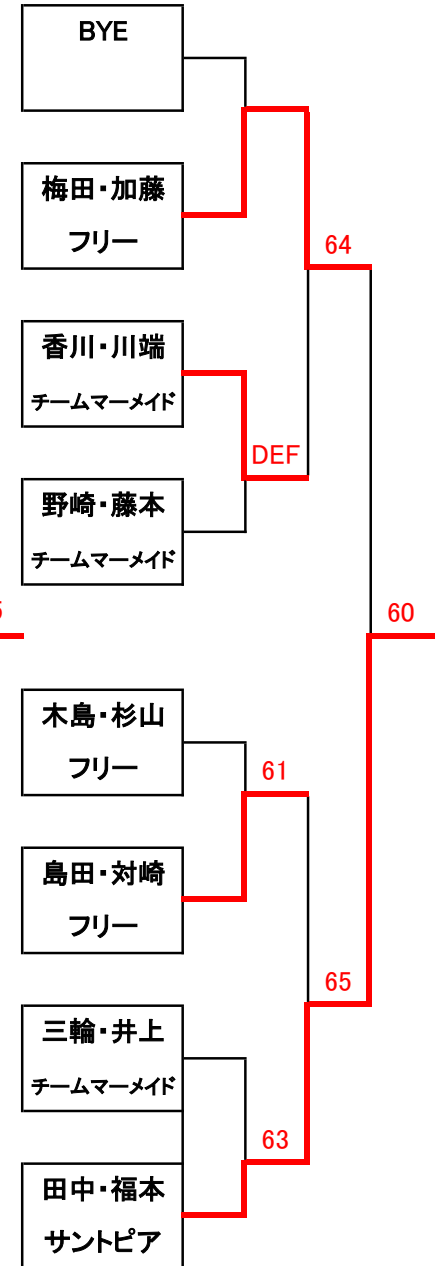 BYE
梅田・加藤
フリー
64
香川・川端
チームマーメイド
DEF
野崎・藤本
チームマーメイド
60
木島・杉山
フリー
61
島田・対崎
フリー
65
三輪・井上
チームマーメイド
63
田中・福本
サントピア